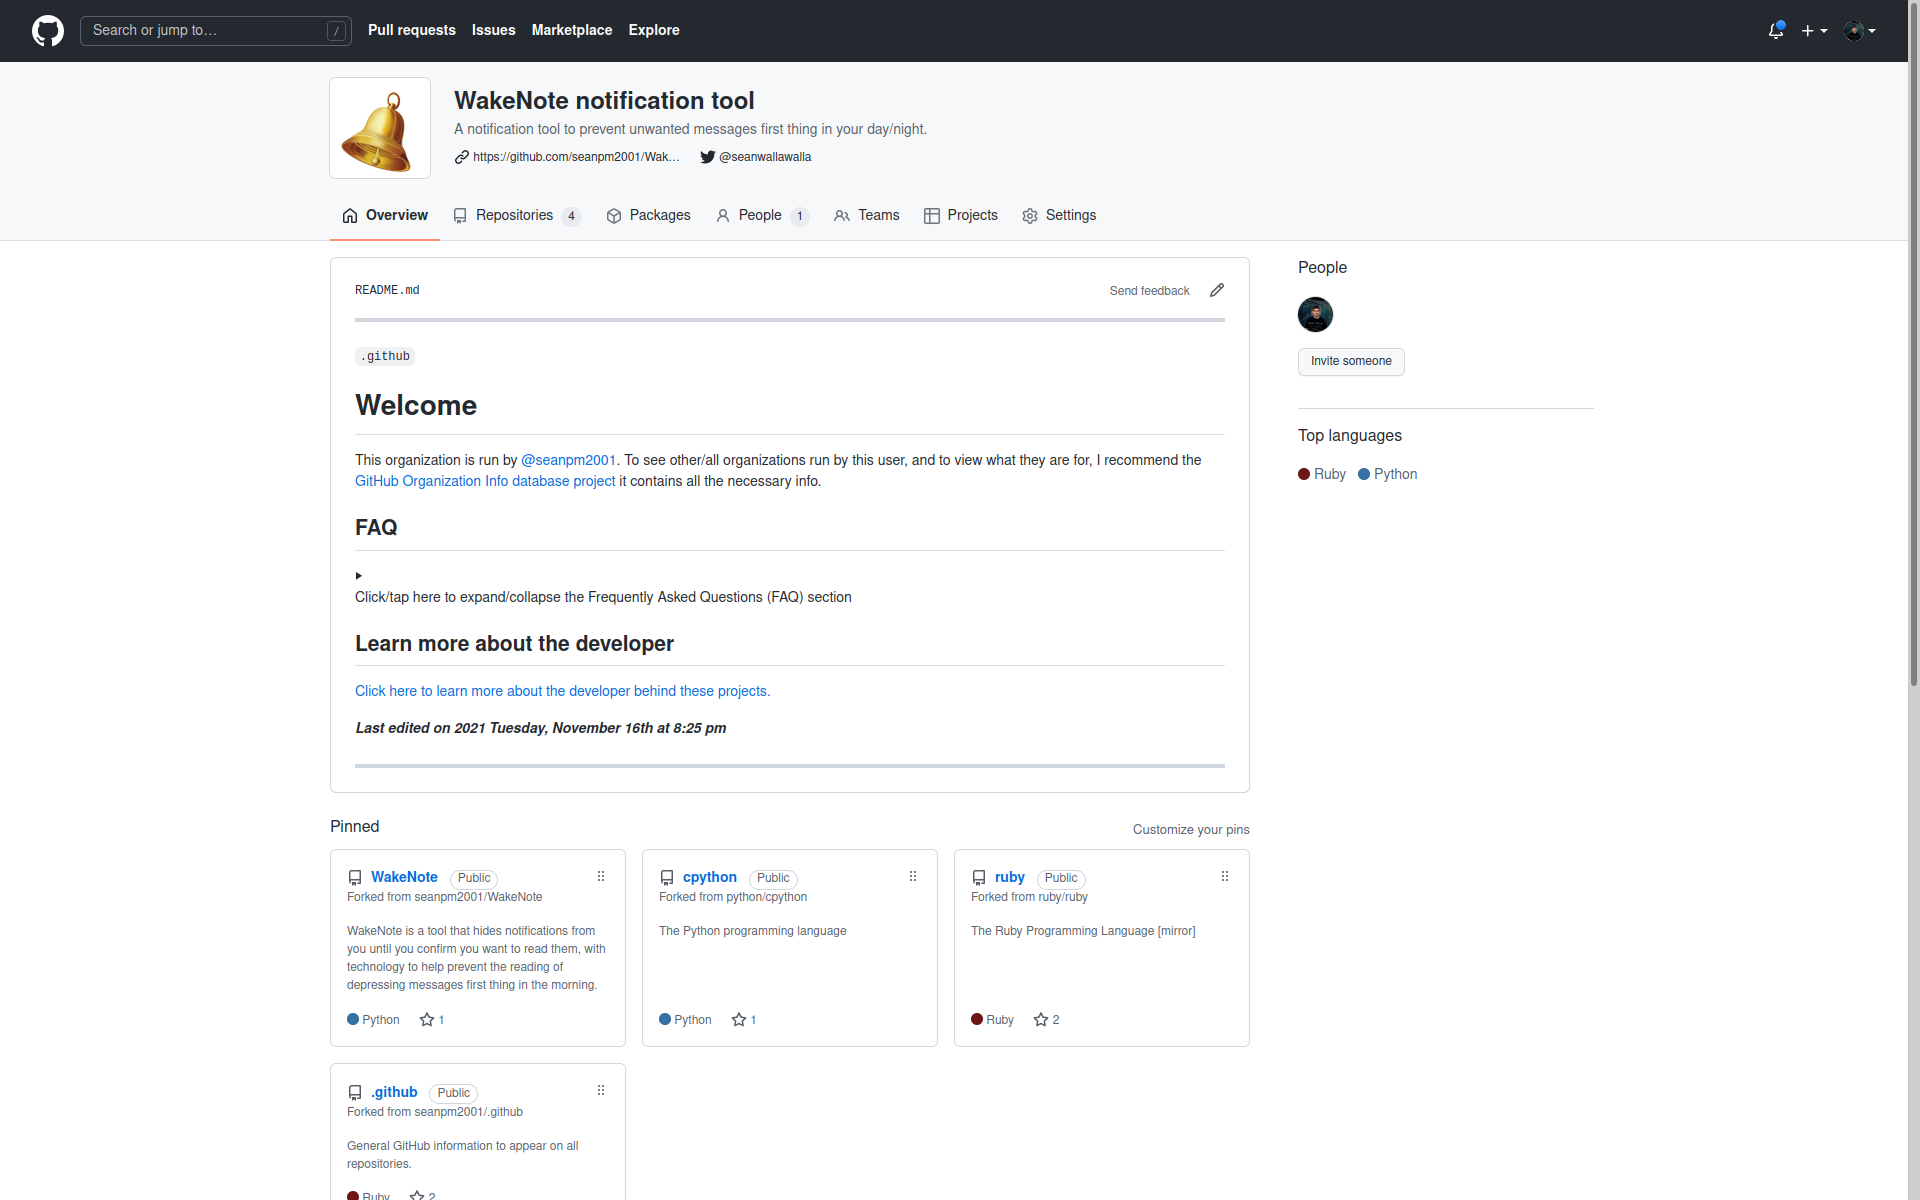 Search or jump to…
/
Pull requests
Issues
Marketplace
Explore
WakeNote notification tool
A notification tool to prevent unwanted messages first thing in your day/night.
https://github.com/seanpm2001/Wak…
@seanwallawalla
Overview
Repositories 4
Packages
People 1
Teams
Projects
Settings
README.md
Send feedback
.github
Welcome
This organization is run by @seanpm2001. To see other/all organizations run by this user, and to view what they are for, I recommend the
GitHub Organization Info database project it contains all the necessary info.
FAQ
Click/tap here to expand/collapse the Frequently Asked Questions (FAQ) section
Learn more about the developer
Click here to learn more about the developer behind these projects.
Last edited on 2021 Tuesday, November 16th at 8:25 pm
People
Invite someone
Top languages
Ruby
Python
Pinned
Customize your pins
WakeNote Public
Forked from seanpm2001/WakeNote
WakeNote is a tool that hides notifications from
you until you confirm you want to read them, with
technology to help prevent the reading of
depressing messages first thing in the morning.
Python 1
cpython Public
Forked from python/cpython
The Python programming language
Python 1
ruby Public
Forked from ruby/ruby
The Ruby Programming Language [mirror]
Ruby 2
.github Public
Forked from seanpm2001/.github
General GitHub information to appear on all
repositories.
Ruby 2